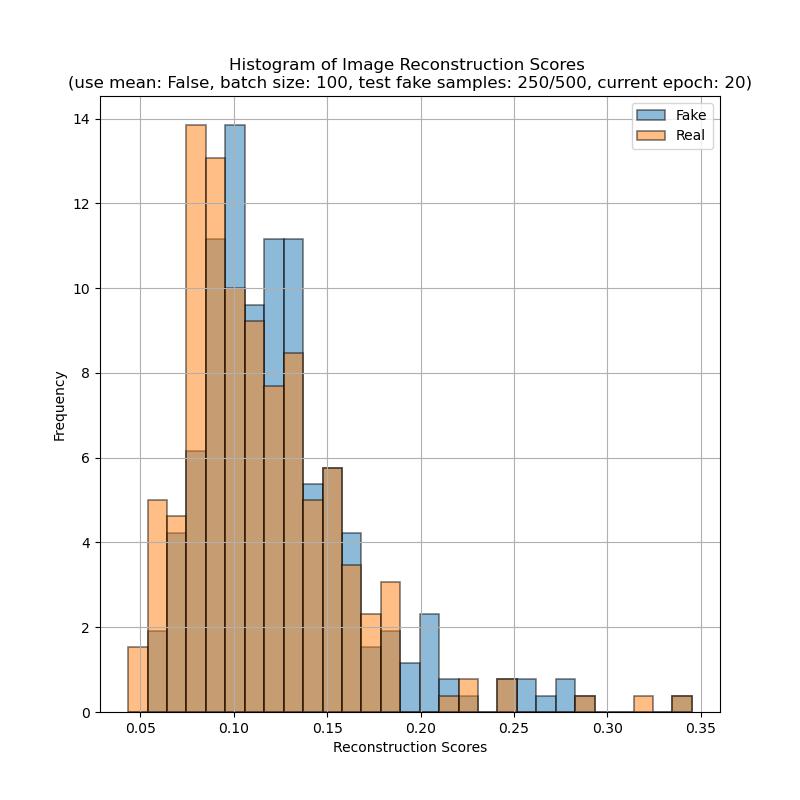 Histogram of Image Reconstruction Scores
(use mean: False, batch size: 100, test fake samples: 250/500, current epoch: 20)
Fake
Real
14
12
10
8
6
4
2
0
Frequency
0.05 0.10 0.15 0.20 0.25 0.30 0.35
Reconstruction Scores